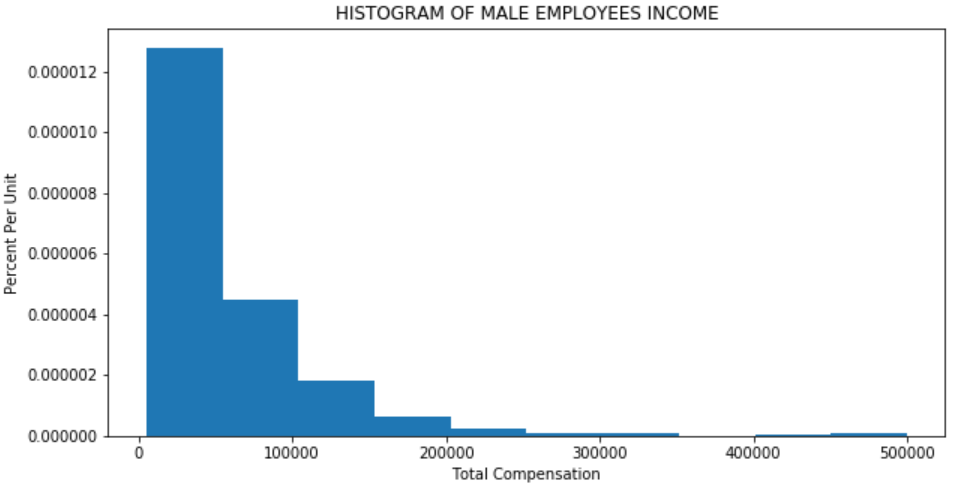 HISTOGRAM OF MALE EMPLOYEES INCOME
0.000012
0.000010
0.000008
0.000006
0.000004
0.000002
0.000000
Percent Per Unit
0 100000 200000 300000 400000 500000
Total Compensation